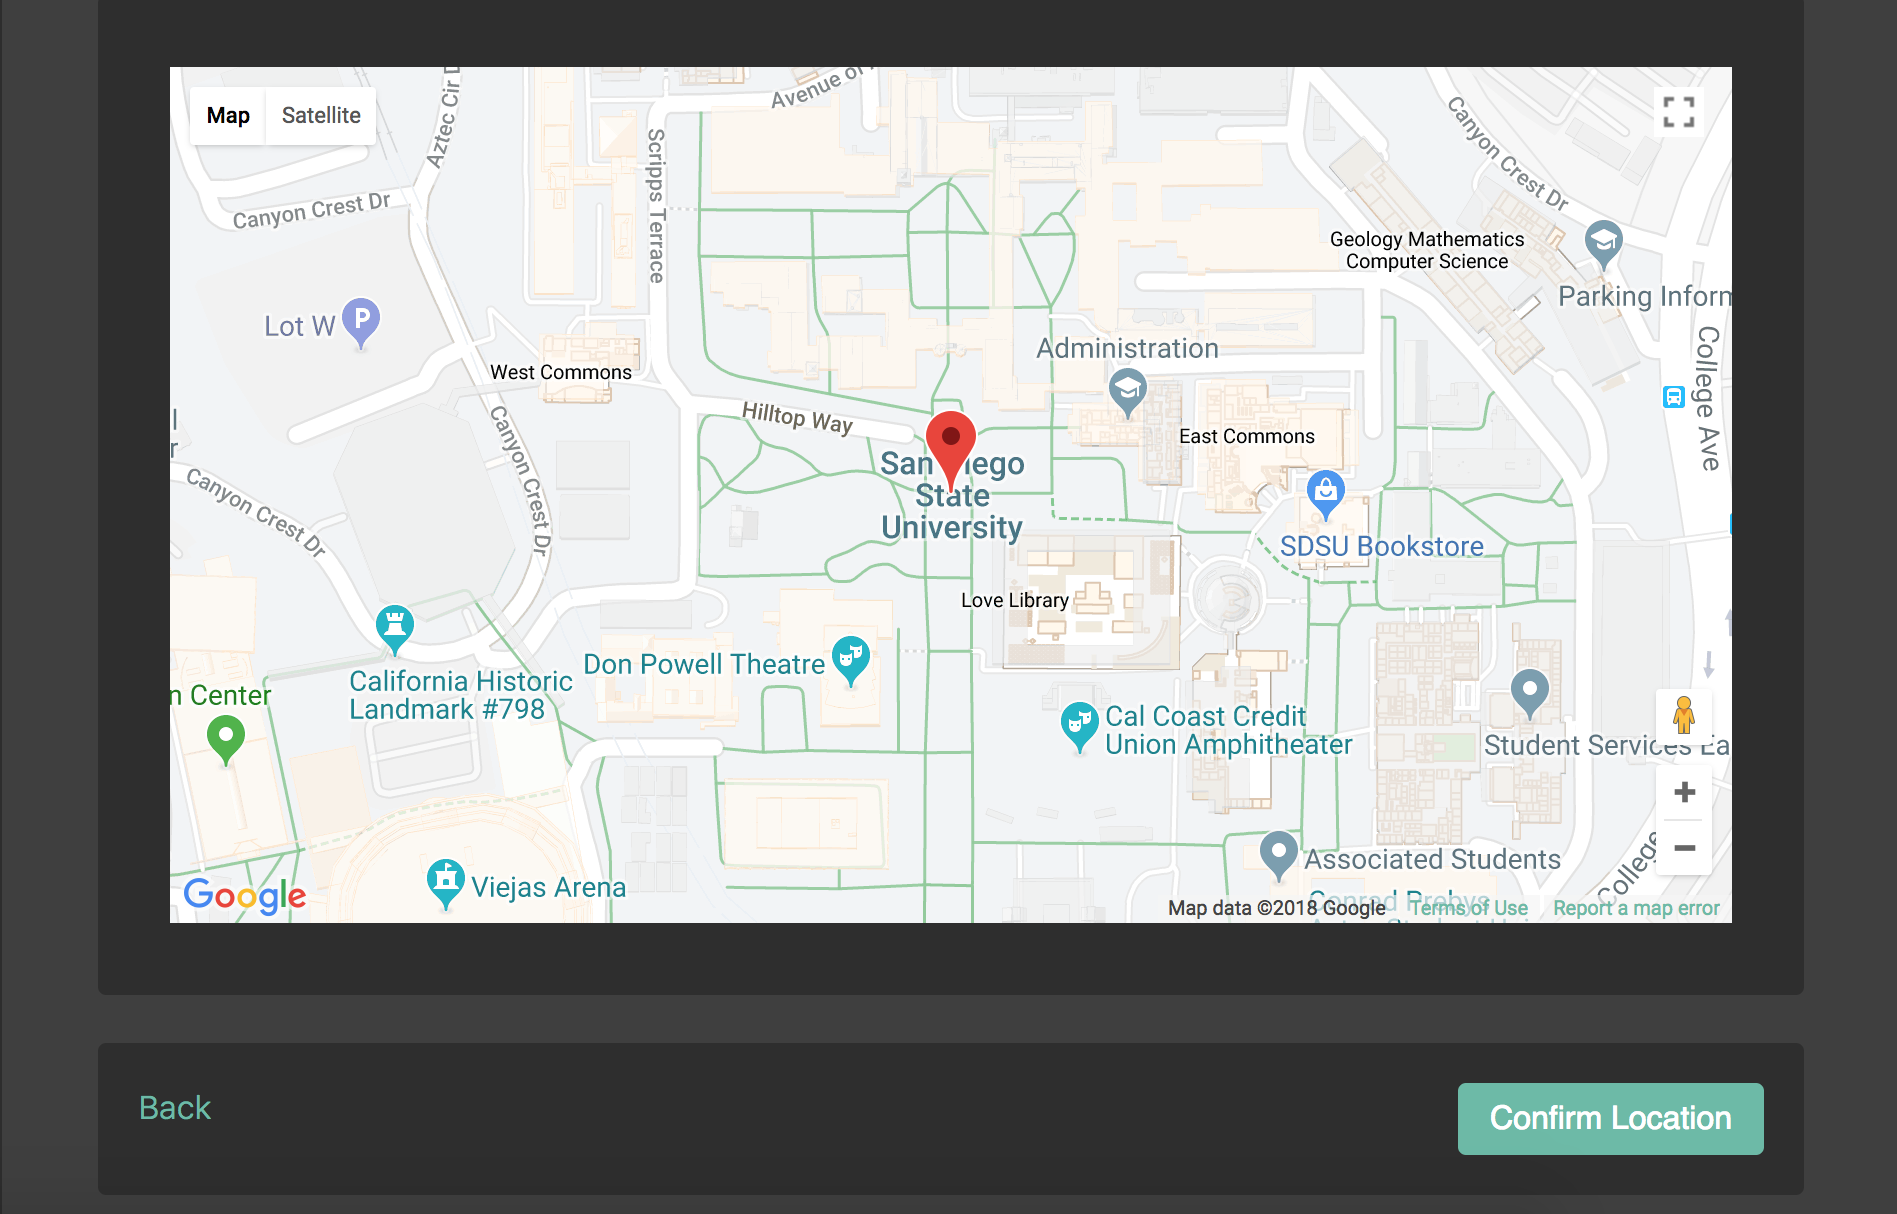 Map
Satellite
Aztec Cir
Avenue of
Canyon Crest Dr
Canyon Crest Dr
Scripps Terrace
Geology Mathematics
Computer Science
Parking Inform
Lot W
College Ave
Administration
West Commons
Hilltop Way
East Commons
San Diego
State
University
Canyon Crest Dr
Canyon Crest Dr
SDSU Bookstore
Love Library
Don Powell Theatre
California Historic
Landmark #798
n Center
Cal Coast Credit
Union Amphitheater
Student Services Ea
Associated Students
College
Viejas Arena
Google
Conrad Prebys
Map data ©2018 Google
Terms of Use
Report a map error
Back
Confirm Location